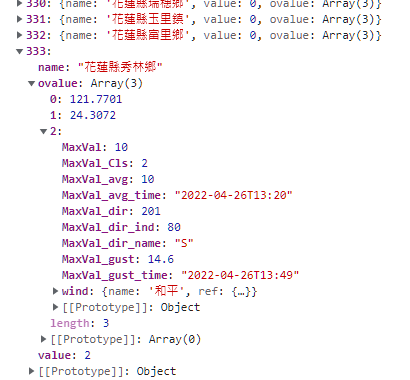 330: {name: '花蓮縣瑞穗鄉', value: 0, ovalue: Array(3)}
331: {name: '花蓮縣玉里鎮', value: 0, ovalue: Array(3)}
332: {name: '花蓮縣富里鄉', value: 0, ovalue: Array(3)}
333:
name: "花蓮縣秀林鄉"
ovalue: Array(3)
0: 121.7701
1: 24.3072
2:
MaxVal: 10
MaxVal_Cls: 2
MaxVal_avg: 10
MaxVal_avg_time: "2022-04-26T13:20"
MaxVal_dir: 201
MaxVal_dir_ind: 80
MaxVal_dir_name: "S"
MaxVal_gust: 14.6
MaxVal_gust_time: "2022-04-26T13:49"
wind: {name: '和平', ref: {…}}
[[Prototype]]: Object
length: 3
[[Prototype]]: Array(0)
value: 2
[[Prototype]]: Object